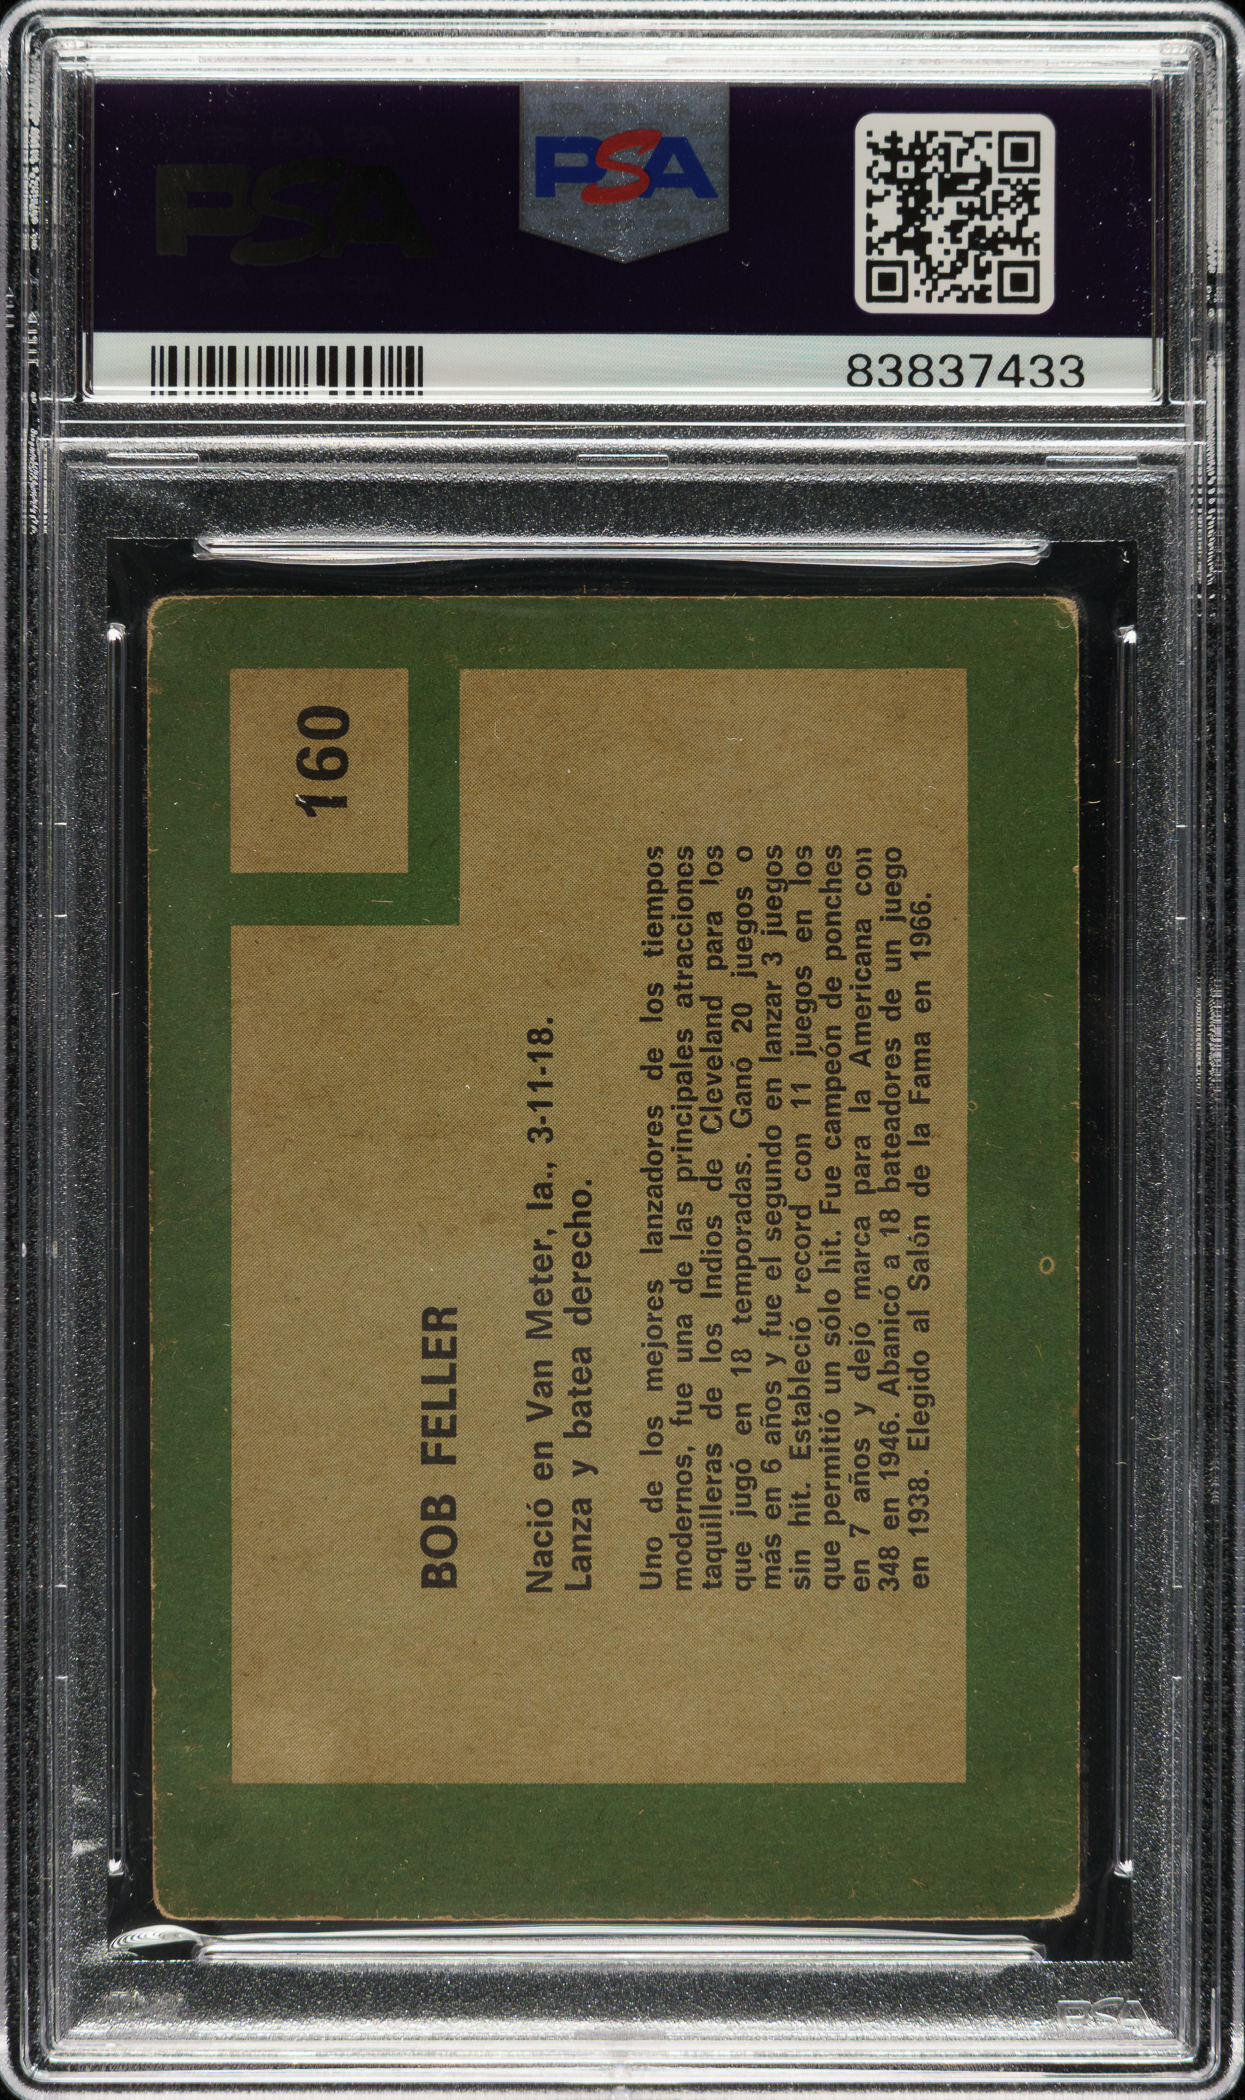 PSA
PSA
83837433
160
BOB FELLER
Nació en Van Meter, Ia., 3-11-18.
Lanza y batea derecho.
Uno de los mejores lanzadores de los tiempos
modernos, fue una de las principales atracciones
taquilleras de los Indios de Cleveland para los
que jugó en 18 temporadas. Ganó 20 juegos o
más en 6 años y fue el segundo en lanzar 3 juegos
sin hit. Estableció record con 11 juegos en los
que permitió un sólo hit. Fue campeón de ponches
en 7 años y dejó marca para la Americana con
348 en 1946. Abanicó a 18 bateadores de un juego
en 1938. Elegido al Salón de la Fama en 1966.
PSA